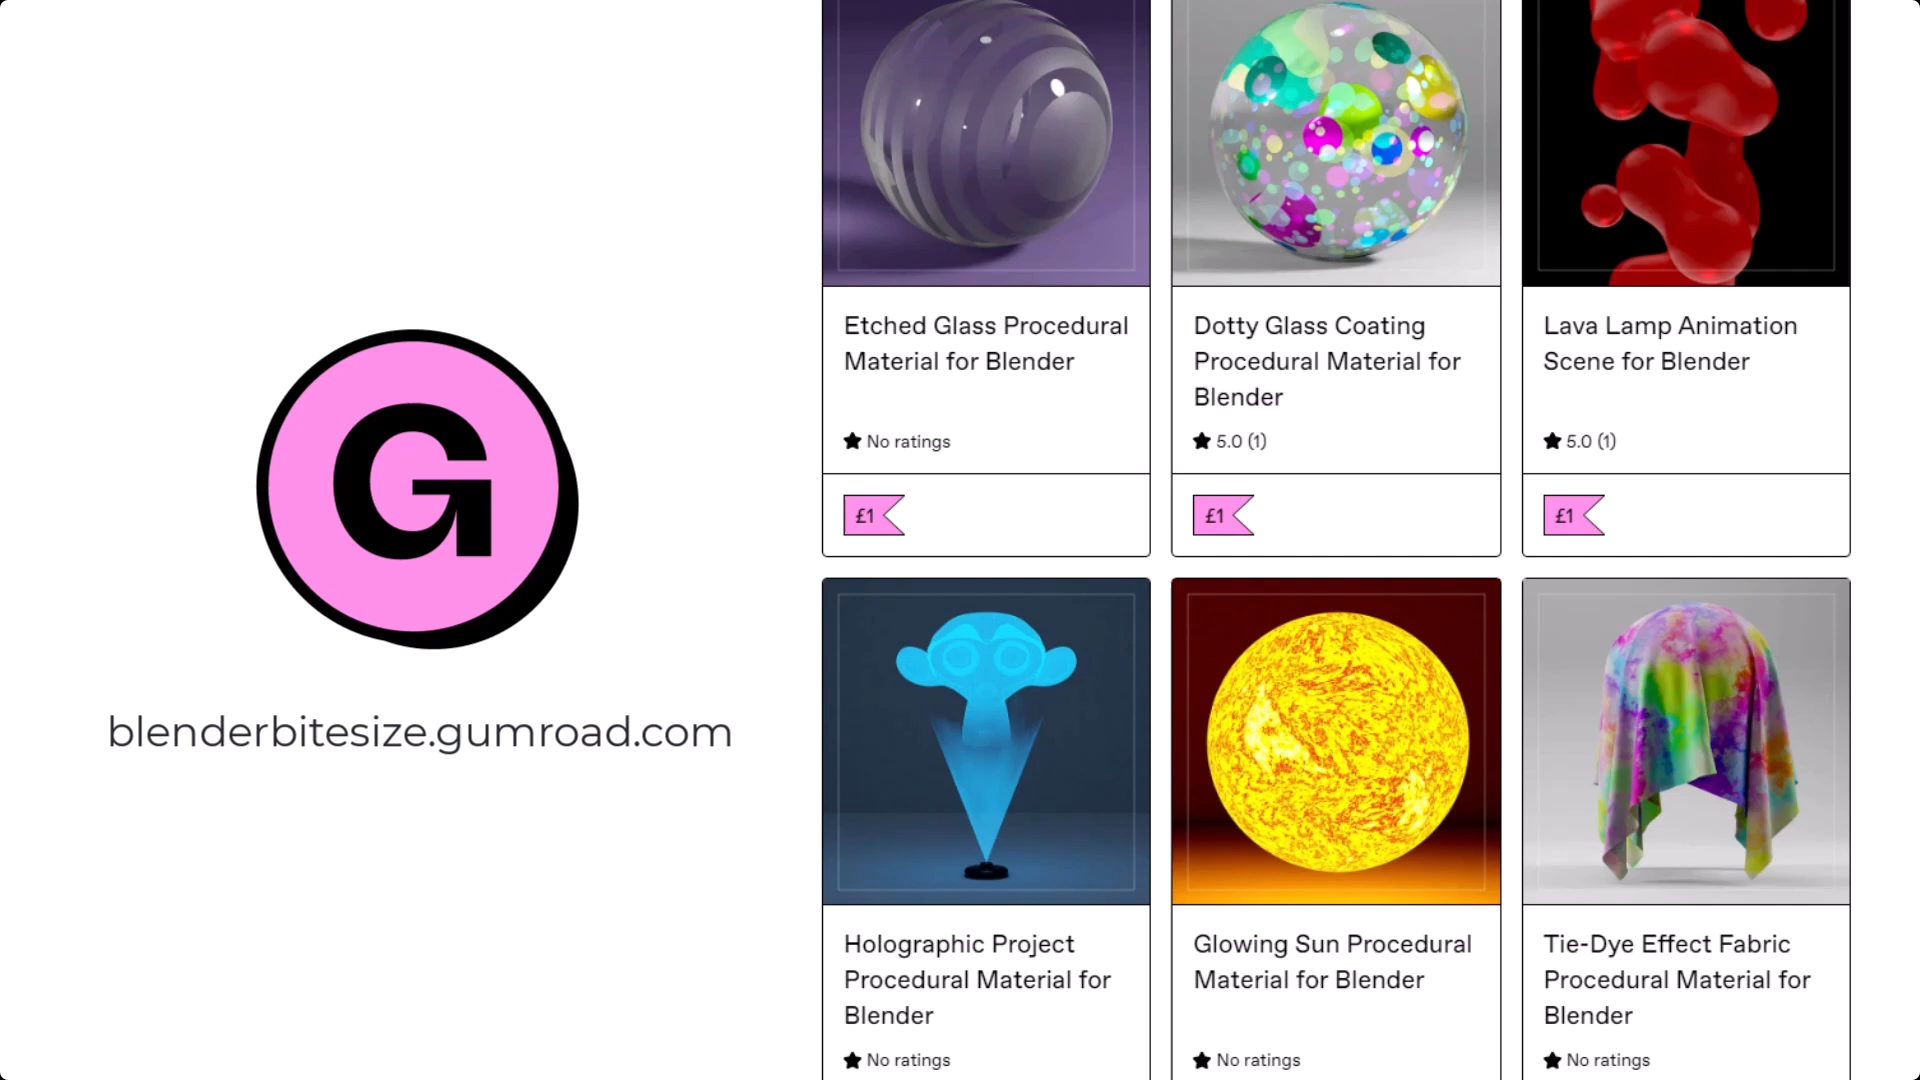 G
blenderbitesize.gumroad.com
Etched Glass Procedural
Material for Blender
No ratings
£1
Dotty Glass Coating
Procedural Material for
Blender
5.0 (1)
£1
Lava Lamp Animation
Scene for Blender
5.0 (1)
£1
Holographic Project
Procedural Material for
Blender
No ratings
Glowing Sun Procedural
Material for Blender
No ratings
Tie-Dye Effect Fabric
Procedural Material for
Blender
No ratings